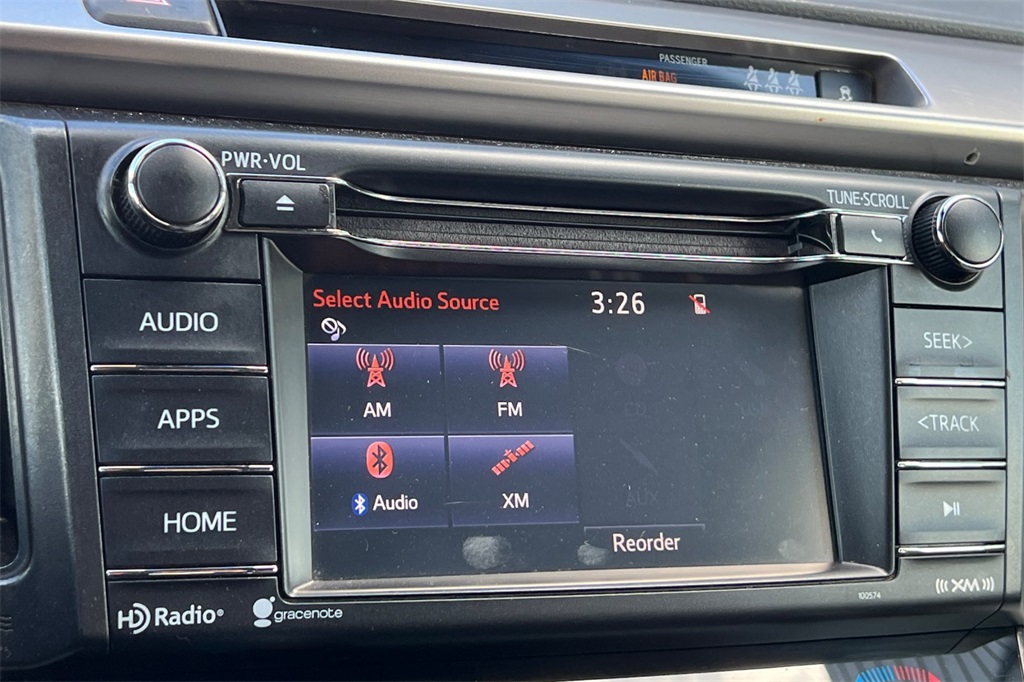 PASSENGER
AIR BAG
PWR·VOL
TUNE·SCROLL
Select Audio Source
3:26
AUDIO
SEEK>
AM
FM
APPS
<TRACK
Audio
XM
AUX
HOME
Reorder
HD Radio®
gracenote
100574
((( XM )))